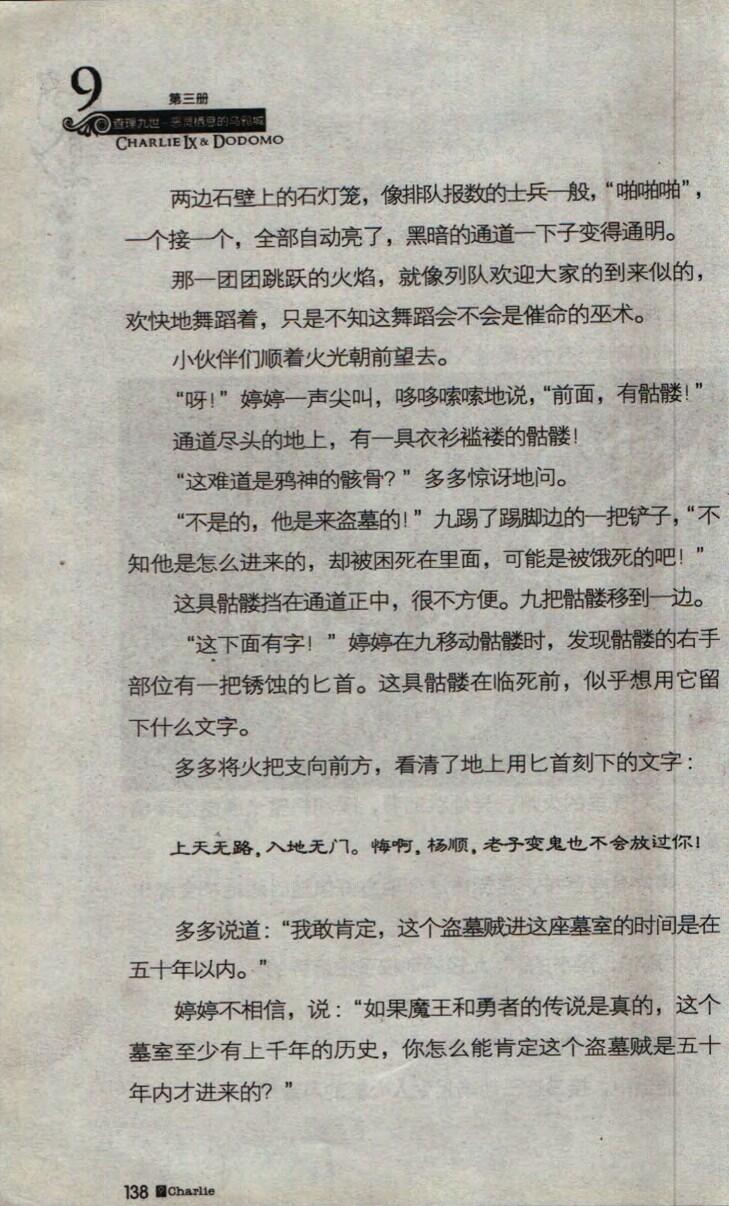 9
第三册
查理九世·恶灵栖息的乌鸦城
CHARLIE IX & DODOMO
两边石壁上的石灯笼，像排队报数的士兵一般，“啪啪啪”，
一个接一个，全部自动亮了，黑暗的通道一下子变得通明。
那一团团跳跃的火焰，就像列队欢迎大家的到来似的，
欢快地舞蹈着，只是不知这舞蹈会不会是催命的巫术。
小伙伴们顺着火光朝前望去。
“呀！”婷婷一声尖叫，哆哆嗦嗦地说，“前面，有骷髅！”
通道尽头的地上，有一具衣衫褴褛的骷髅！
“这难道是鸦神的骸骨？”多多惊讶地问。
“不是的，他是来盗墓的！”九踢了踢脚边的一把铲子，“不
知他是怎么进来的，却被困死在里面，可能是被饿死的吧！”
这具骷髅挡在通道正中，很不方便。九把骷髅移到一边。
“这下面有字！”婷婷在九移动骷髅时，发现骷髅的右手
部位有一把锈蚀的匕首。这具骷髅在临死前，似乎想用它留
下什么文字。
多多将火把支向前方，看清了地上用匕首刻下的文字：
上天无路，入地无门。悔啊，杨顺，老子变鬼也不会放过你！
多多说道：“我敢肯定，这个盗墓贼进这座墓室的时间是在
五十年以内。”
婷婷不相信，说：“如果魔王和勇者的传说是真的，这个
墓室至少有上千年的历史，你怎么能肯定这个盗墓贼是五十
年内才进来的？”
138 9 Charlie